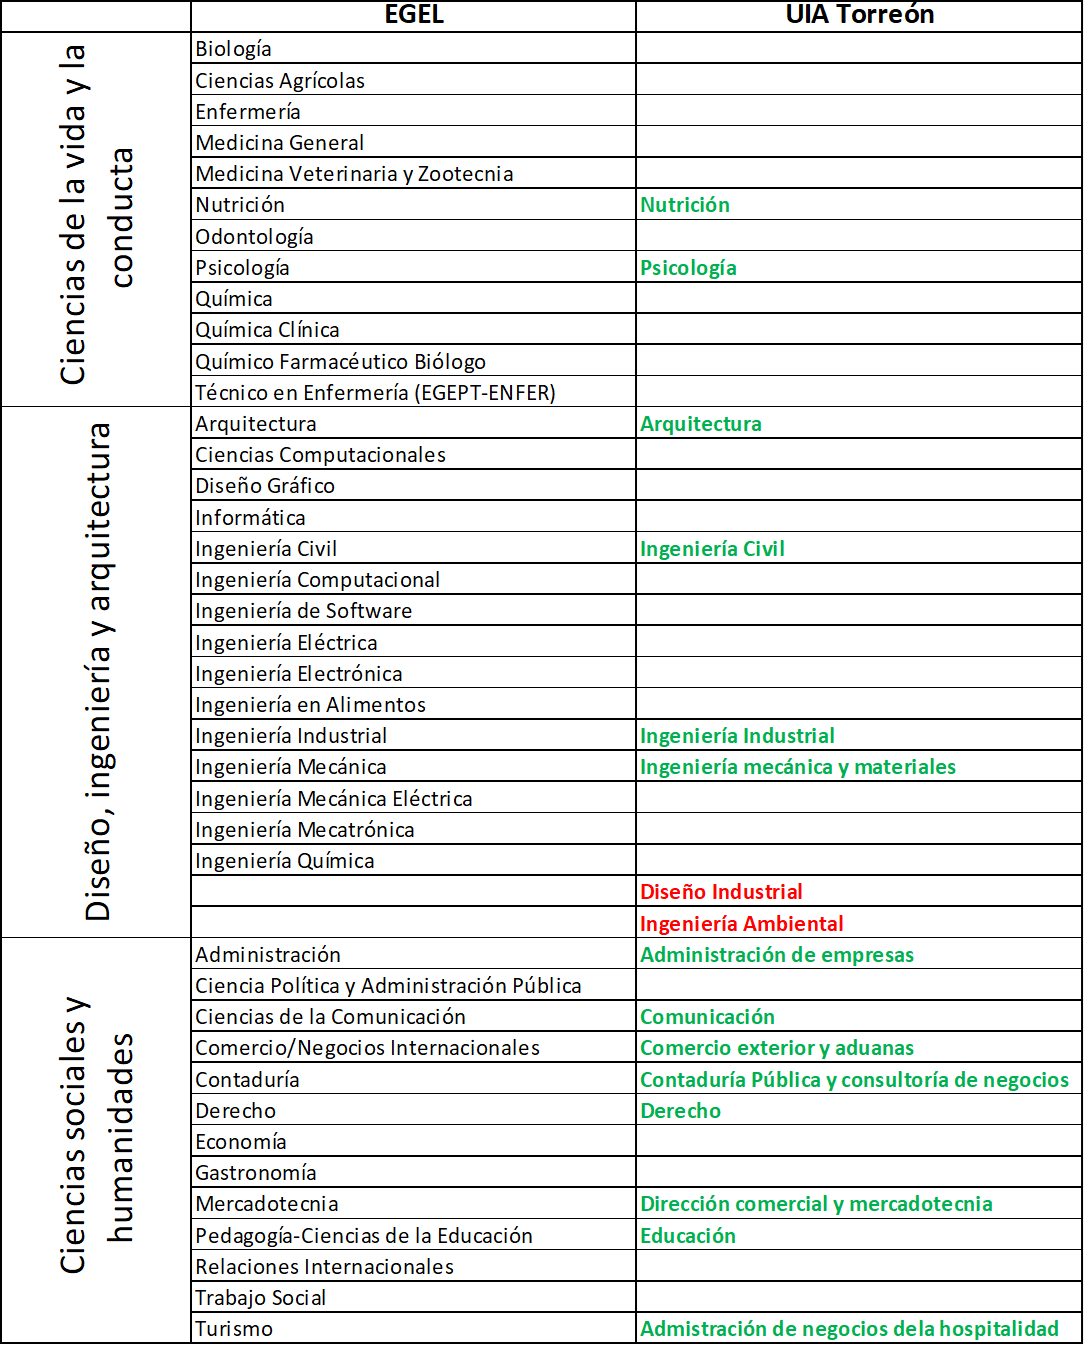 EGEL UIA Torreón
Ciencias de la vida y la
conducta
Biología
Ciencias Agrícolas
Enfermería
Medicina General
Medicina Veterinaria y Zootecnia
Nutrición Nutrición
Odontología
Psicología Psicología
Química
Química Clínica
Químico Farmacéutico Biólogo
Técnico en Enfermería (EGEPT-ENFER)
Diseño, ingeniería y arquitectura
Arquitectura Arquitectura
Ciencias Computacionales
Diseño Gráfico
Informática
Ingeniería Civil Ingeniería Civil
Ingeniería Computacional
Ingeniería de Software
Ingeniería Eléctrica
Ingeniería Electrónica
Ingeniería en Alimentos
Ingeniería Industrial Ingeniería Industrial
Ingeniería Mecánica Ingeniería mecánica y materiales
Ingeniería Mecánica Eléctrica
Ingeniería Mecatrónica
Ingeniería Química
Diseño Industrial
Ingeniería Ambiental
Ciencias sociales y
humanidades
Administración Administración de empresas
Ciencia Política y Administración Pública
Ciencias de la Comunicación Comunicación
Comercio/Negocios Internacionales Comercio exterior y aduanas
Contaduría Contaduría Pública y consultoría de negocios
Derecho Derecho
Economía
Gastronomía
Mercadotecnia Dirección comercial y mercadotecnia
Pedagogía-Ciencias de la Educación Educación
Relaciones Internacionales
Trabajo Social
Turismo Admistración de negocios dela hospitalidad